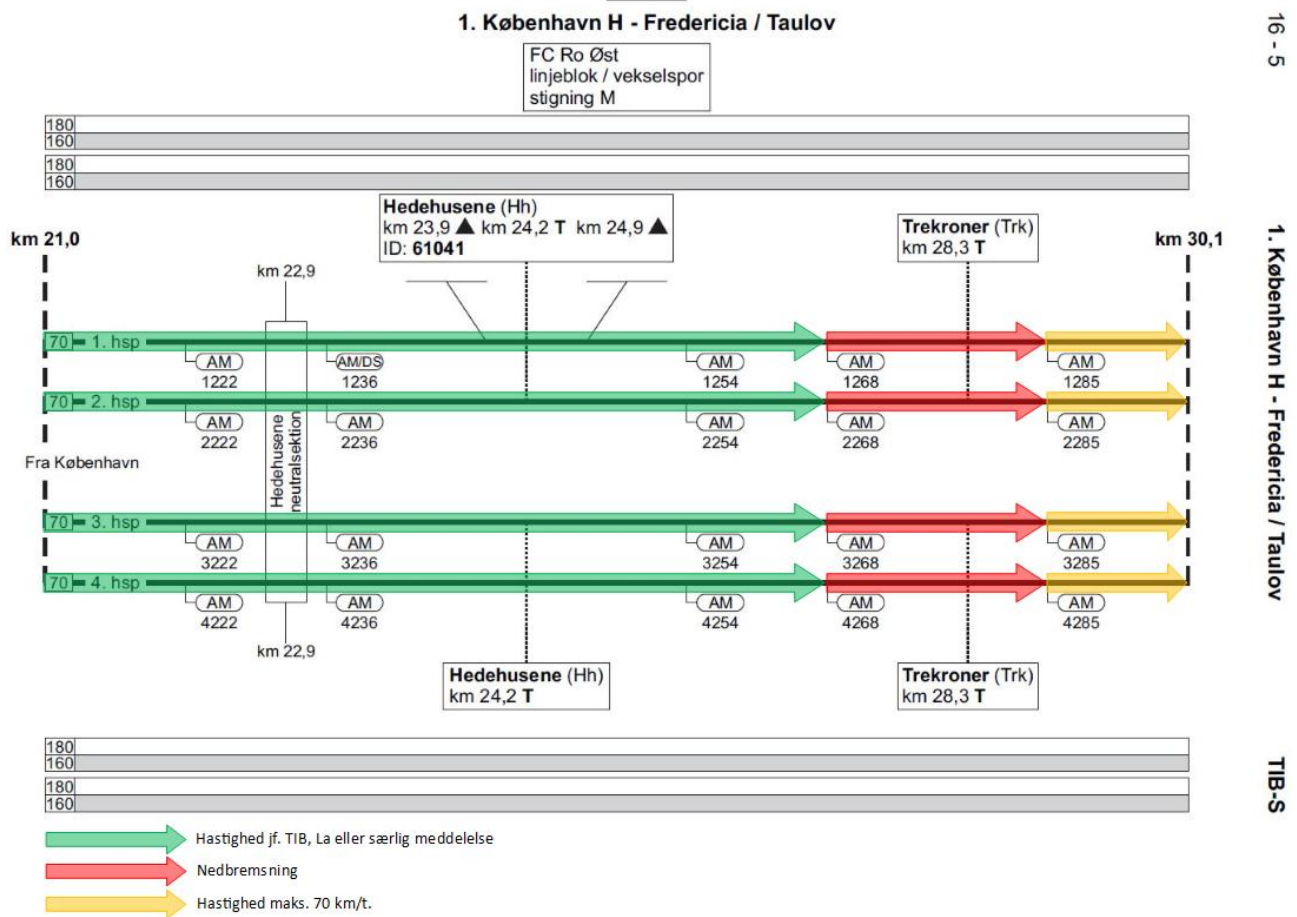 1. København H - Fredericia / Taulov
16 - 5
FC Ro Øst
linjeblok / vekselspor
stigning M
180
160
180
160
Hedehusene (Hh)
km 23,9 ▲ km 24,2 T km 24,9 ▲
ID: 61041
Trekroner (Trk)
km 28,3 T
km 21,0
km 30,1
km 22,9
70 1. hsp
AM
1222
AM/DS
1236
AM
1254
AM
1268
AM
1285
70 2. hsp
AM
2222
AM
2236
AM
2254
AM
2268
AM
2285
Fra København
Hedehusene
neutralsektion
70 3. hsp
AM
3222
AM
3236
AM
3254
AM
3268
AM
3285
70 4. hsp
AM
4222
AM
4236
AM
4254
AM
4268
AM
4285
km 22,9
Hedehusene (Hh)
km 24,2 T
Trekroner (Trk)
km 28,3 T
1. København H - Fredericia / Taulov
180
160
180
160
TIB-S
Hastighed jf. TIB, La eller særlig meddelelse
Nedbremsning
Hastighed maks. 70 km/t.